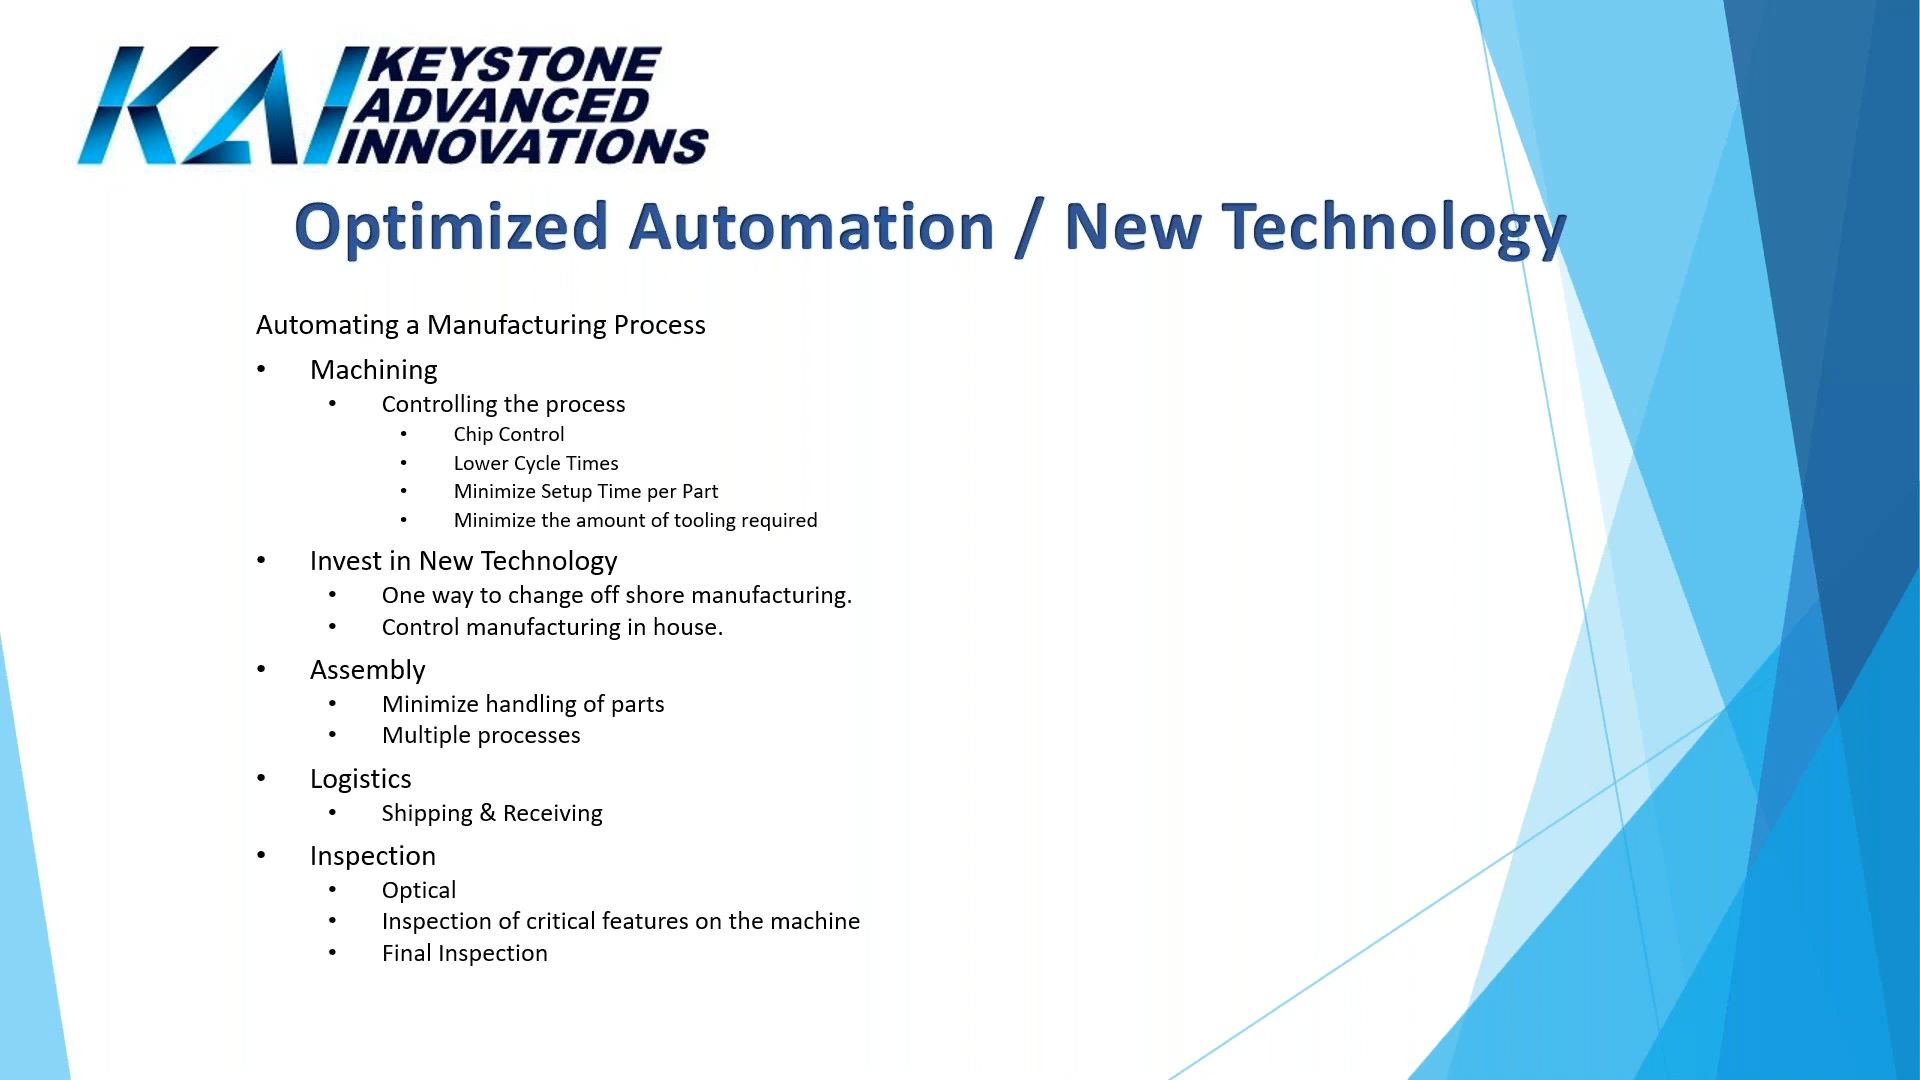 KAI
KEYSTONE
ADVANCED
INNOVATIONS
Optimized Automation / New Technology
Automating a Manufacturing Process
• Machining
• Controlling the process
• Chip Control
• Lower Cycle Times
• Minimize Setup Time per Part
• Minimize the amount of tooling required
• Invest in New Technology
• One way to change off shore manufacturing.
• Control manufacturing in house.
• Assembly
• Minimize handling of parts
• Multiple processes
• Logistics
• Shipping & Receiving
• Inspection
• Optical
• Inspection of critical features on the machine
• Final Inspection